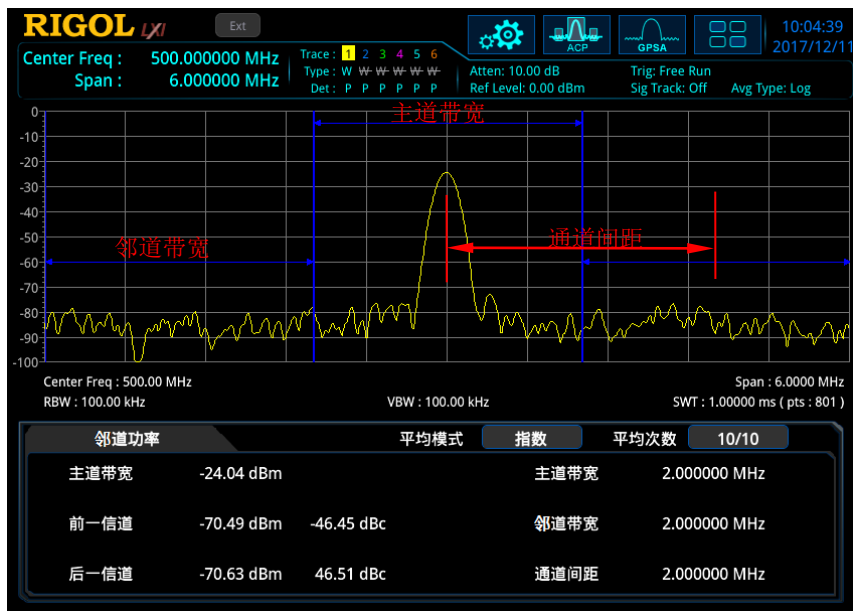 RIGOL LXI Ext ACP GPSA 10:04:39
2017/12/11
Center Freq : 500.000000 MHz
Span : 6.000000 MHz
Trace : 1 2 3 4 5 6
Type : W W W W W W
Det : P P P P P P
Atten: 10.00 dB
Ref Level: 0.00 dBm
Trig: Free Run
Sig Track: Off Avg Type: Log
0
-10
-20
-30
-40
-50
-60
-70
-80
-90
-100
主道带宽
邻道带宽
通道间距
Center Freq : 500.00 MHz Span : 6.0000 MHz
RBW : 100.00 kHz VBW : 100.00 kHz SWT : 1.00000 ms ( pts : 801 )
邻道功率 平均模式 指数 平均次数 10/10
主道带宽 -24.04 dBm 主道带宽 2.000000 MHz
前一信道 -70.49 dBm -46.45 dBc 邻道带宽 2.000000 MHz
后一信道 -70.63 dBm 46.51 dBc 通道间距 2.000000 MHz